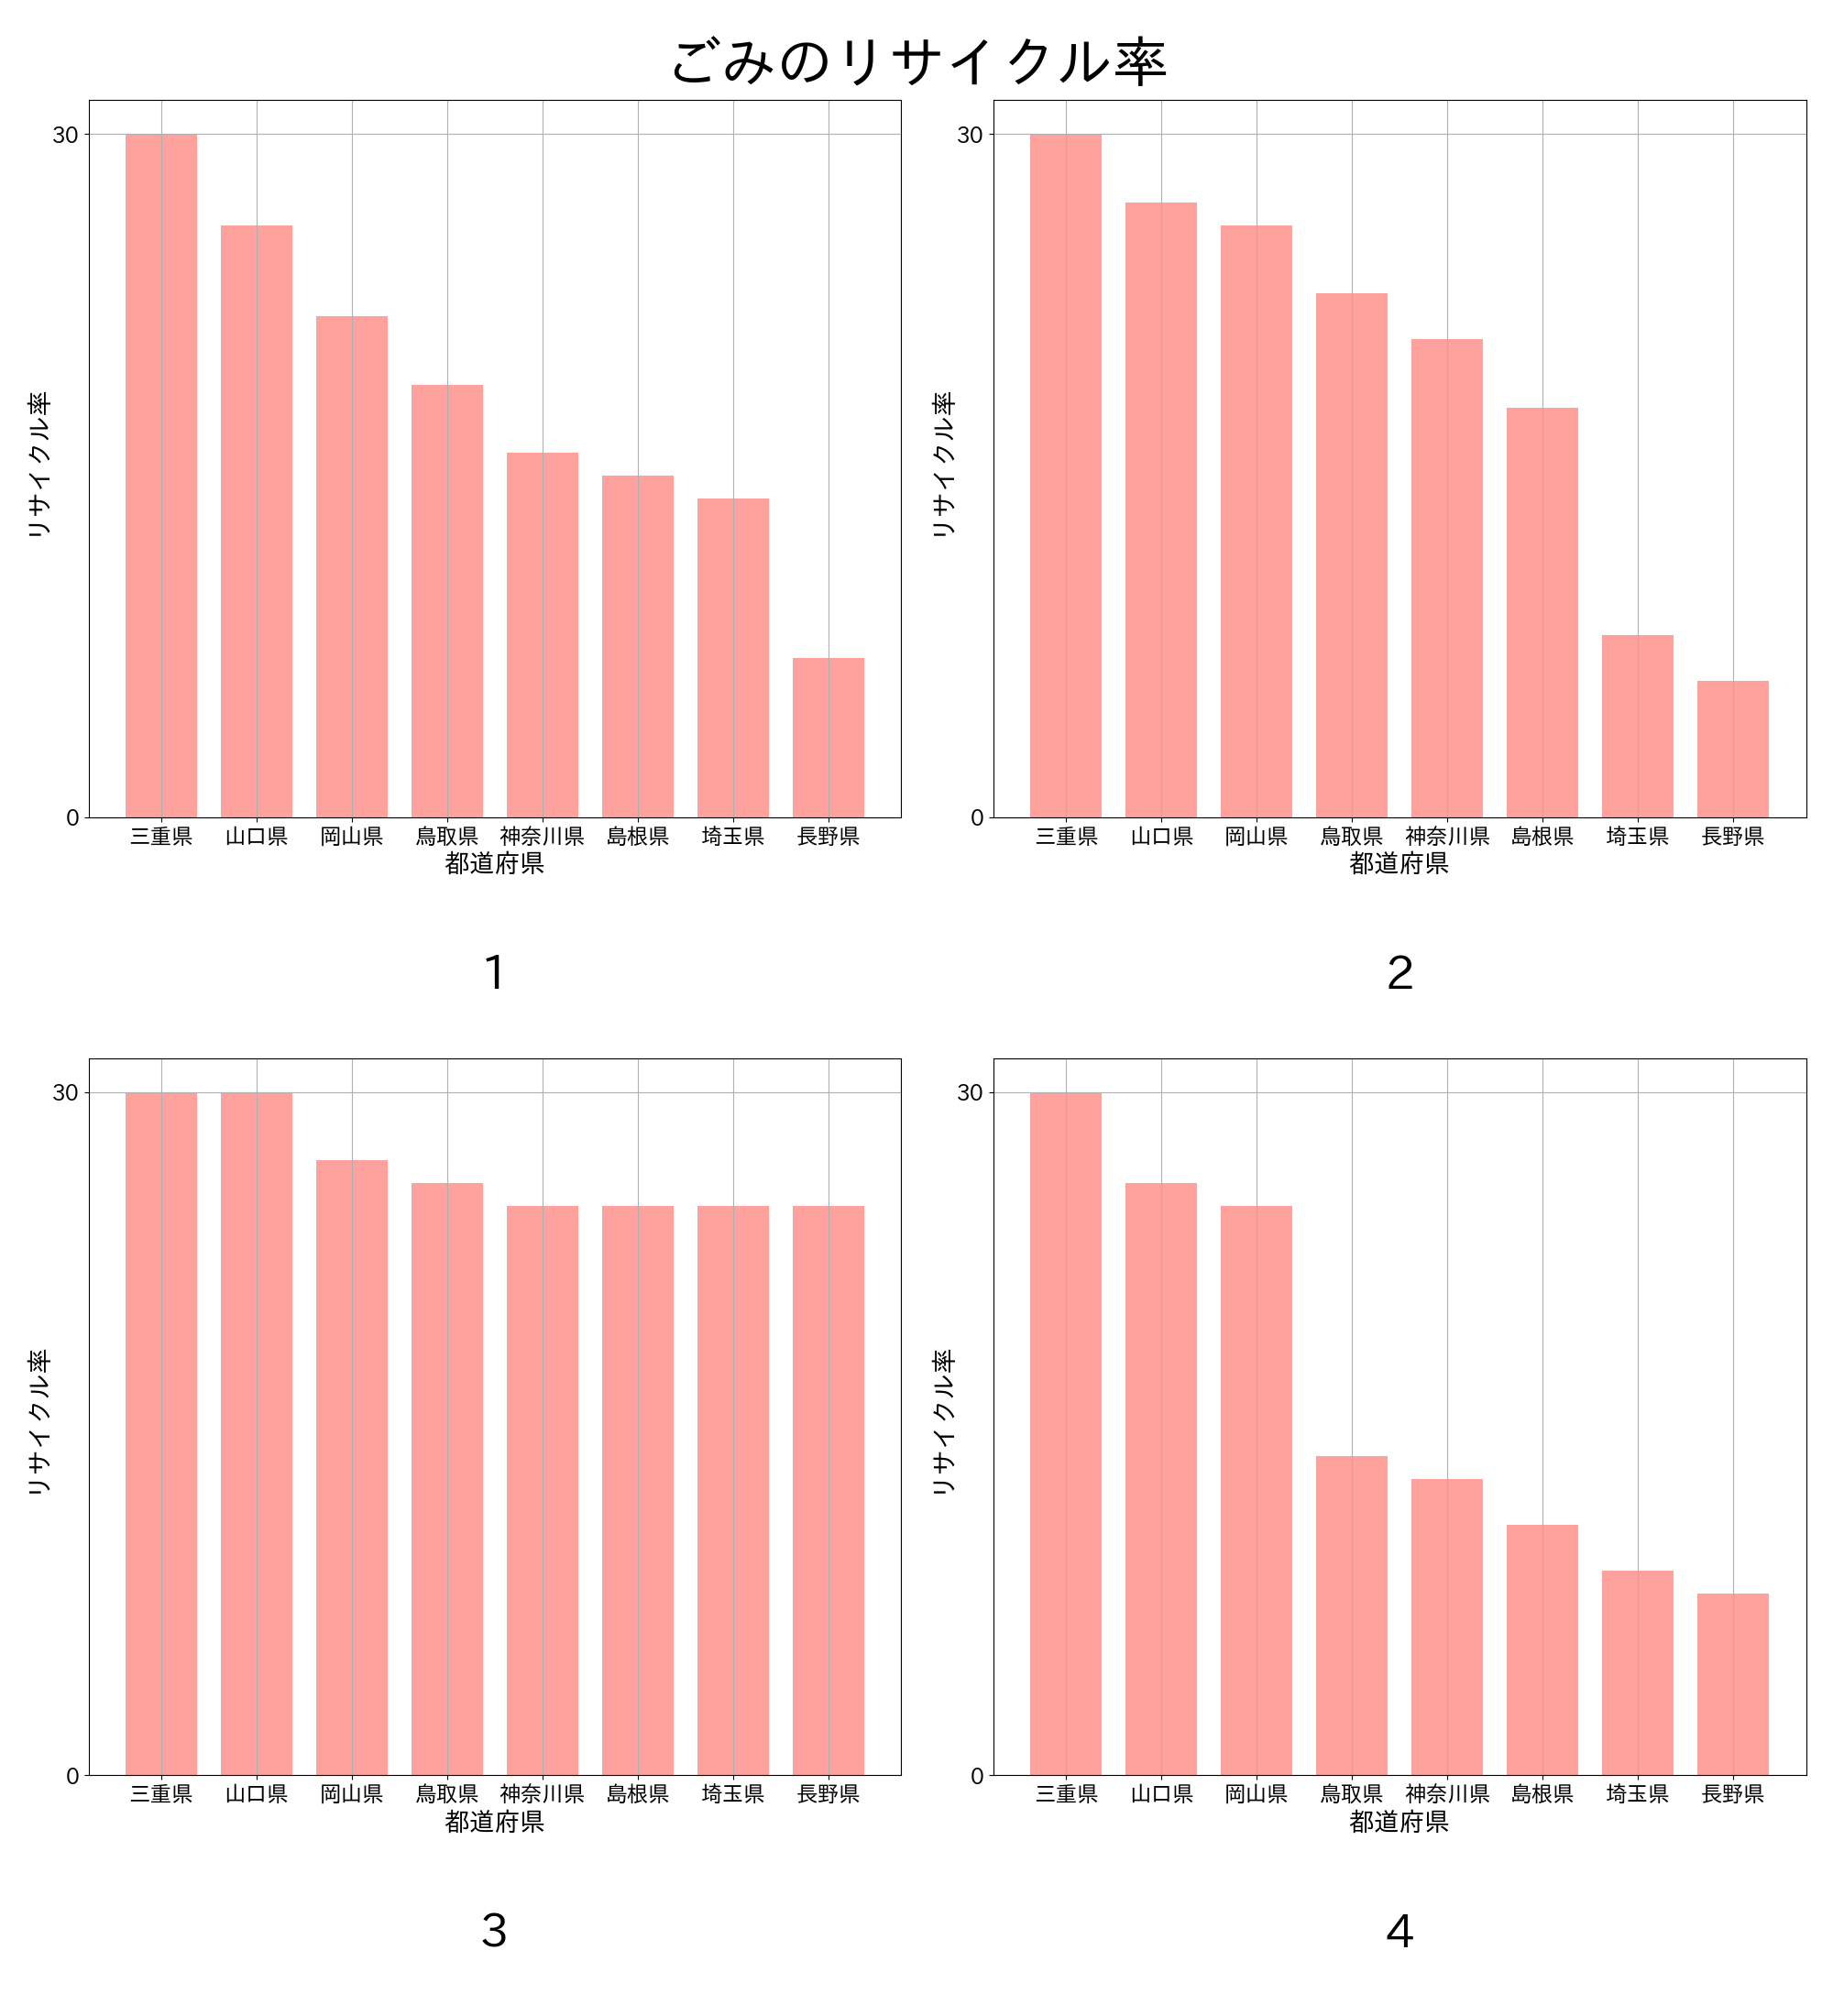 ごみのリサイクル率
30
0
リサイクル率
三重県 山口県 岡山県 鳥取県 神奈川県 島根県 埼玉県 長野県
都道府県
1
30
0
リサイクル率
三重県 山口県 岡山県 鳥取県 神奈川県 島根県 埼玉県 長野県
都道府県
2
30
0
リサイクル率
三重県 山口県 岡山県 鳥取県 神奈川県 島根県 埼玉県 長野県
都道府県
3
30
0
リサイクル率
三重県 山口県 岡山県 鳥取県 神奈川県 島根県 埼玉県 長野県
都道府県
4